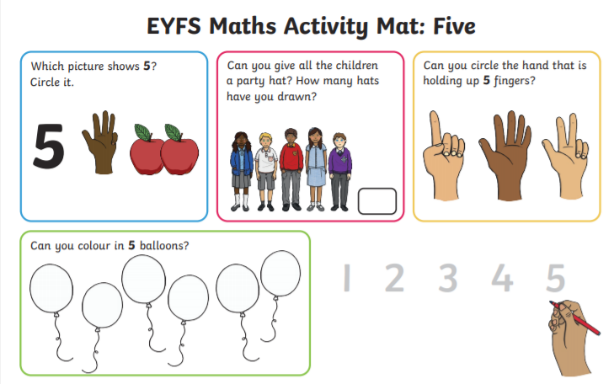 EYFS Maths Activity Mat: Five
Which picture shows 5?
Circle it.
5
Can you give all the children
a party hat? How many hats
have you drawn?
Can you circle the hand that is
holding up 5 fingers?
Can you colour in 5 balloons?
1 2 3 4 5